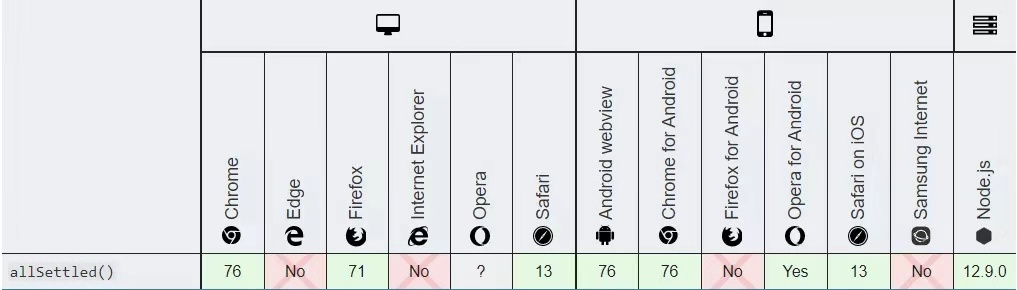 Chrome
Edge
Firefox
Internet Explorer
Opera
Safari
Android webview
Chrome for Android
Firefox for Android
Opera for Android
Safari on iOS
Samsung Internet
Node.js
allSettled() 76 No 71 No ? 13 76 76 No Yes 13 No 12.9.0